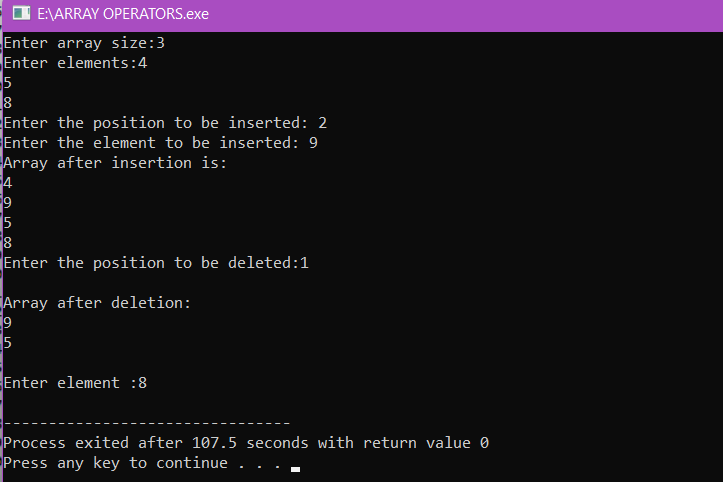 E:\ARRAY OPERATORS.exe
Enter array size:3
Enter elements:4
5
8
Enter the position to be inserted: 2
Enter the element to be inserted: 9
Array after insertion is:
4
9
5
8
Enter the position to be deleted:1
Array after deletion:
9
5
Enter element :8
--------------------------------
Process exited after 107.5 seconds with return value 0
Press any key to continue . . .